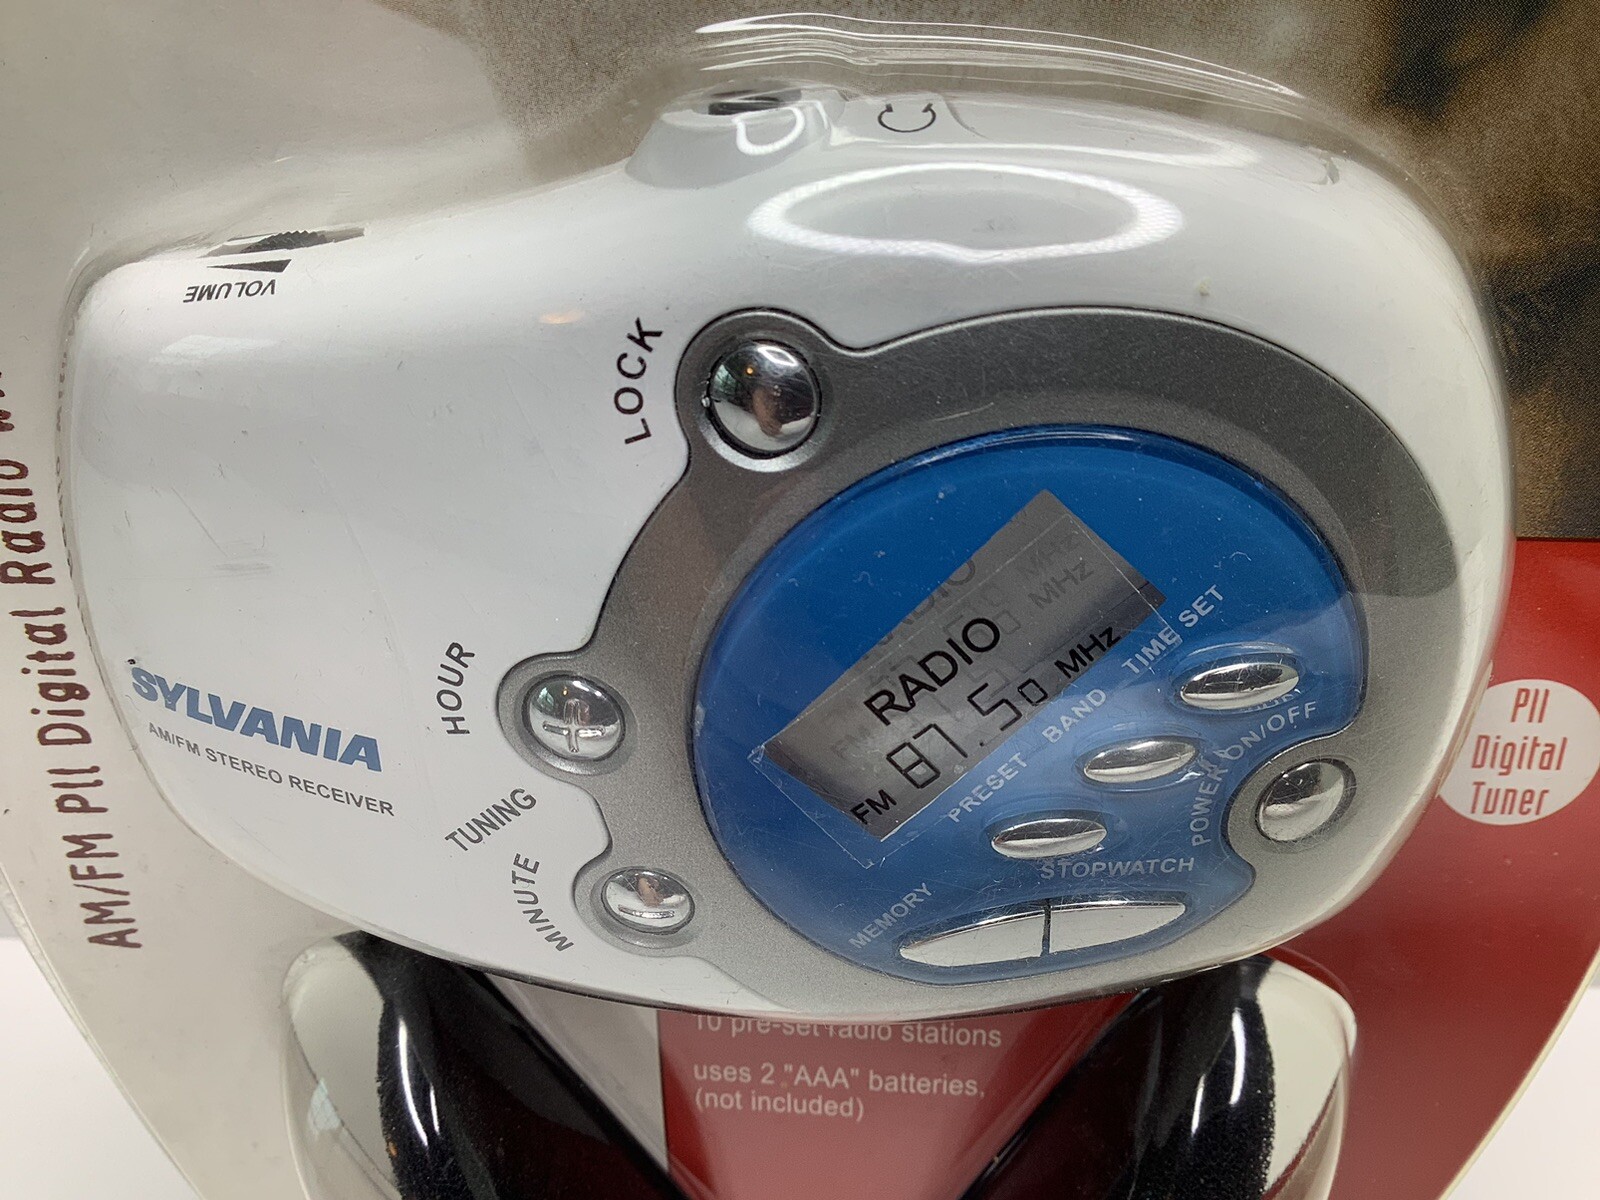 VOLUME
LOCK
HOUR
SYLVANIA
AM/FM STEREO RECEIVER
TUNING
MINUTE
RADIO
FM 87.50 MHz
TIME SET
BAND
PRESET
POWER ON/OFF
STOPWATCH
MEMORY
AM/FM Pll Digital Radio
Pll
Digital
Tuner
10 pre-set radio stations
uses 2 "AAA" batteries,
(not included)